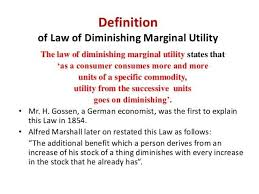 Definition
of Law of Diminishing Marginal Utility
The law of diminishing marginal utility states that
‘as a consumer consumes more and more
units of a specific commodity,
utility from the successive units
goes on diminishing’.
• Mr. H. Gossen, a German economist, was the first to explain
this Law in 1854.
• Alfred Marshall later on restated this Law as follows:
“The additional benefit which a person derives from an
increase of his stock of a thing diminishes with every increase
in the stock that he already has”.